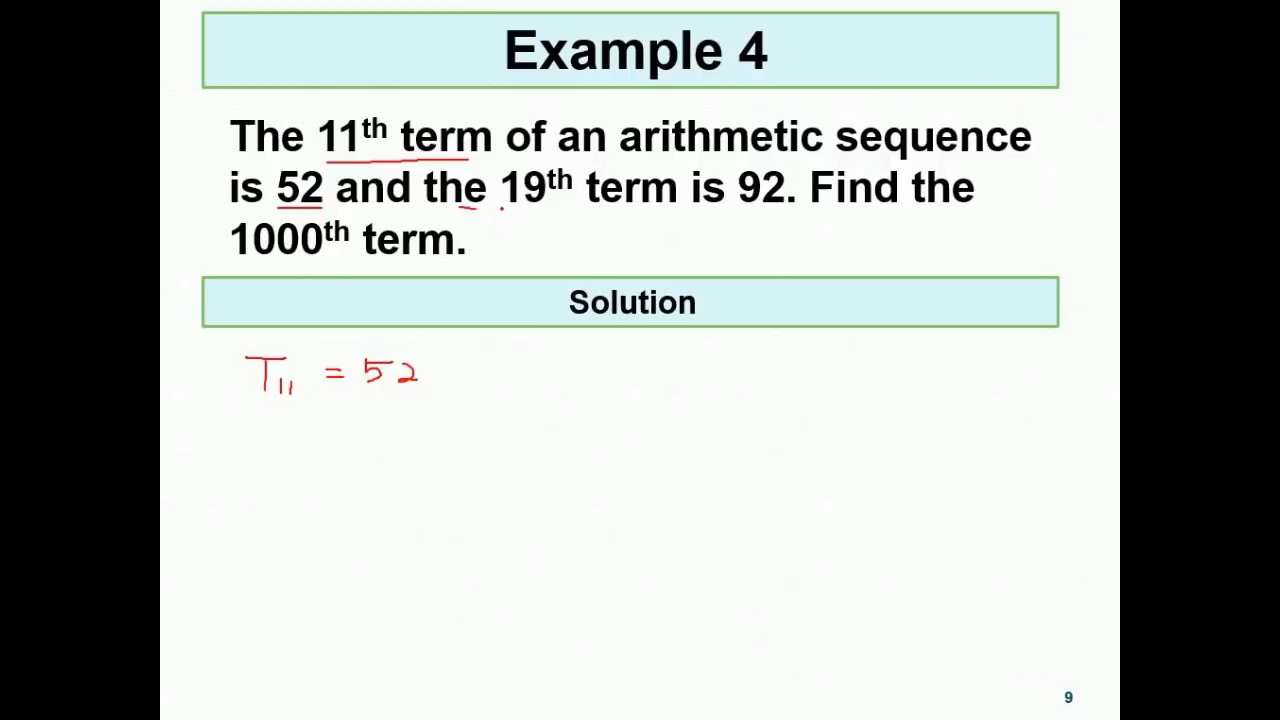 Example 4
The 11th term of an arithmetic sequence
is 52 and the 19th term is 92. Find the
1000th term.
Solution
T11 = 52
9